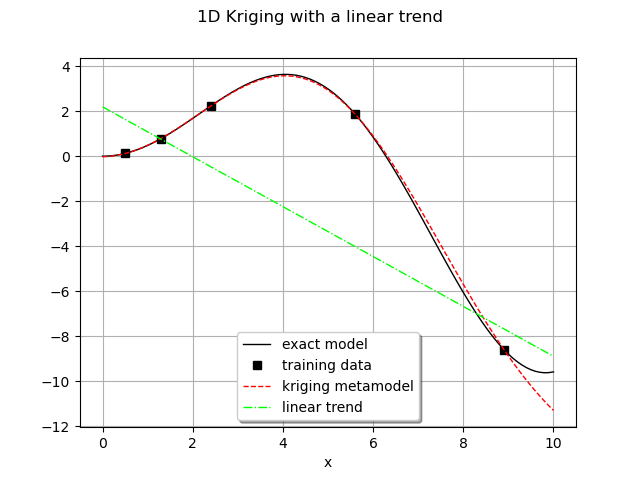 1D Kriging with a linear trend
4
2
0
−2
−4
−6
−8
−10
−12
exact model
training data
kriging metamodel
linear trend
0 2 4 6 8 10
x